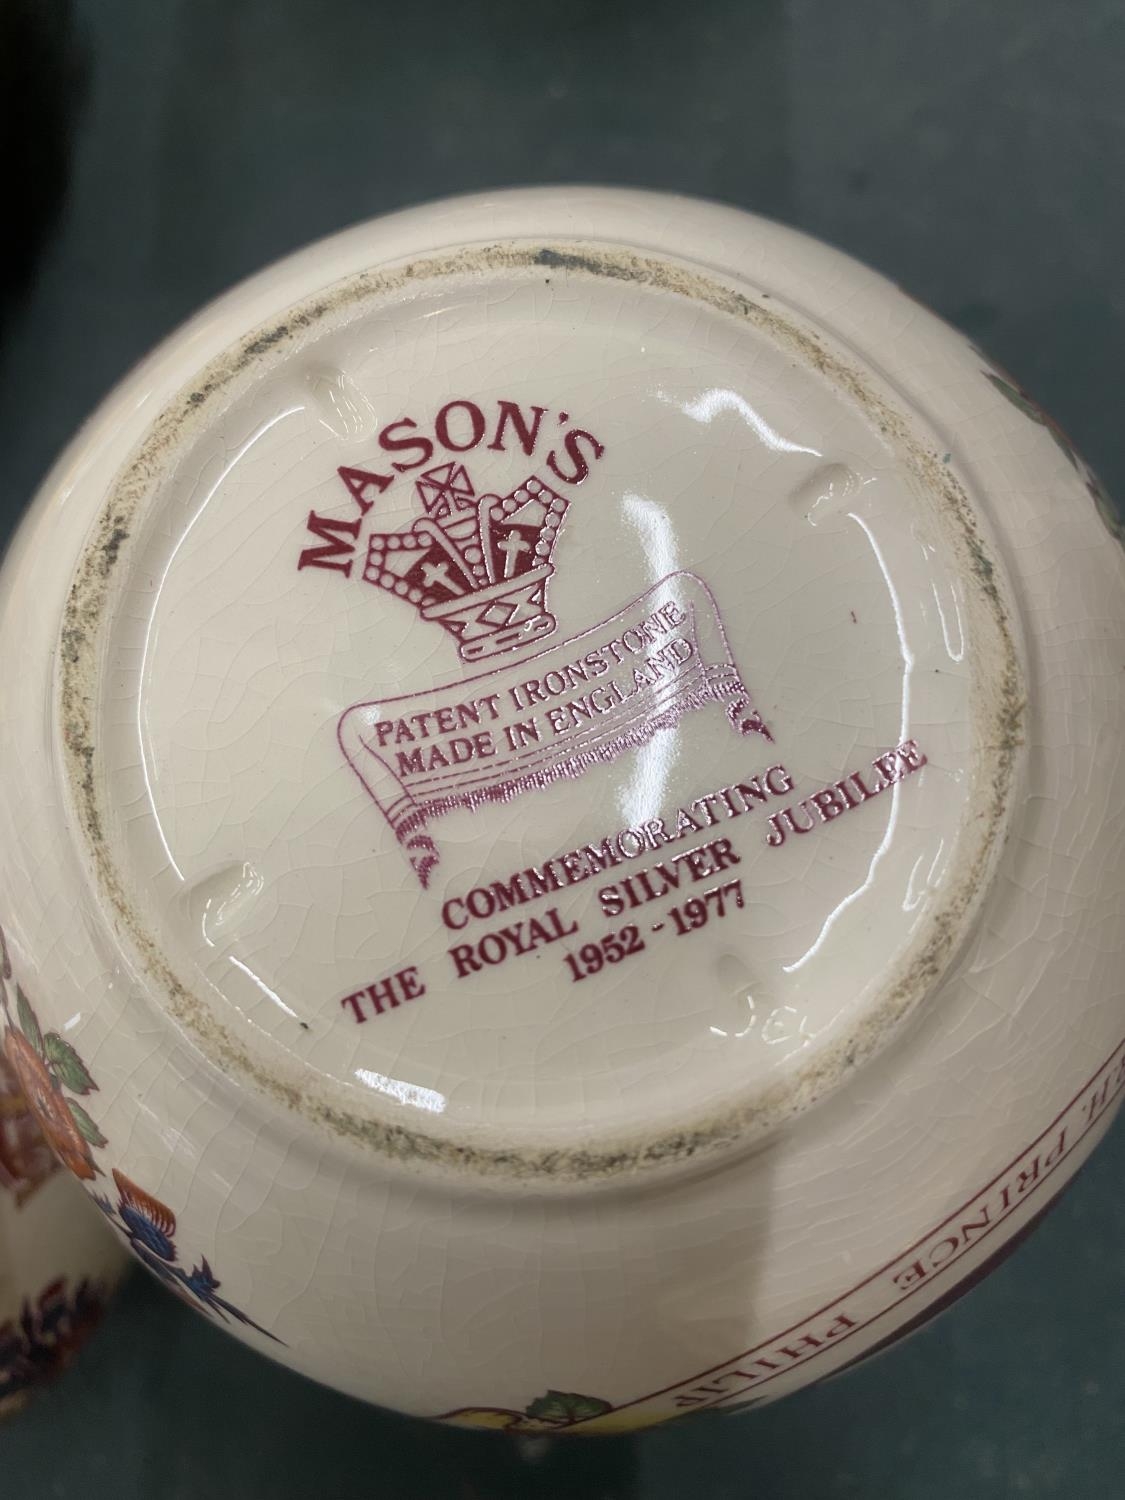 MASON'S
PATENT IRONSTONE
MADE IN ENGLAND
COMMEMORATING
THE ROYAL SILVER JUBILEE
1952-1977
H. PRINCE PHILIP